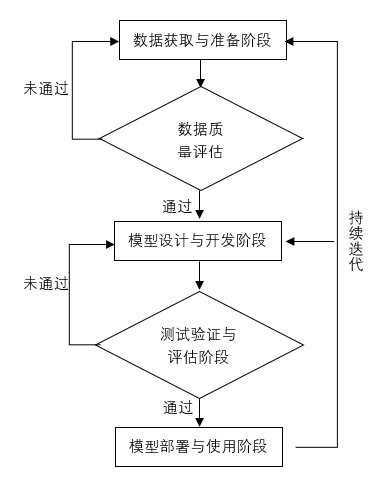 数据获取与准备阶段
未通过
数据质
量评估
通过
模型设计与开发阶段
持续迭代
未通过
测试验证与
评估阶段
通过
模型部署与使用阶段